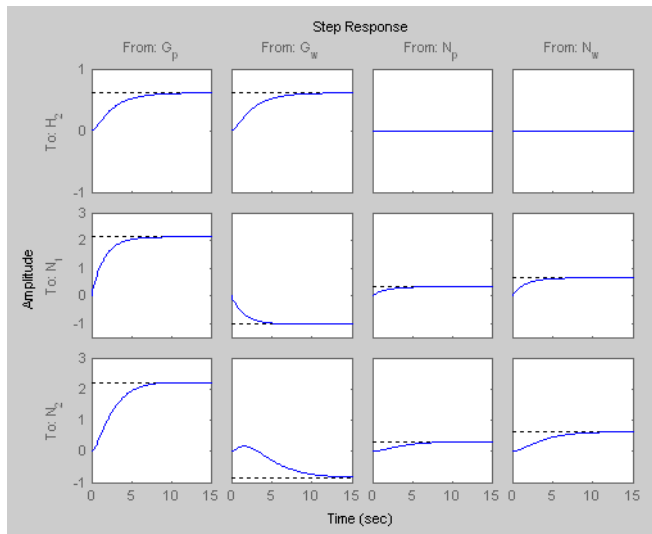 Step Response
From: G_p From: G_w From: N_p From: N_w
To: H_2
1
0
-1
To: N_1
3
2
1
0
-1
Amplitude
To: N_2
3
2
1
0
-1
0 5 10 15 0 5 10 15 0 5 10 15 0 5 10 15
Time (sec)